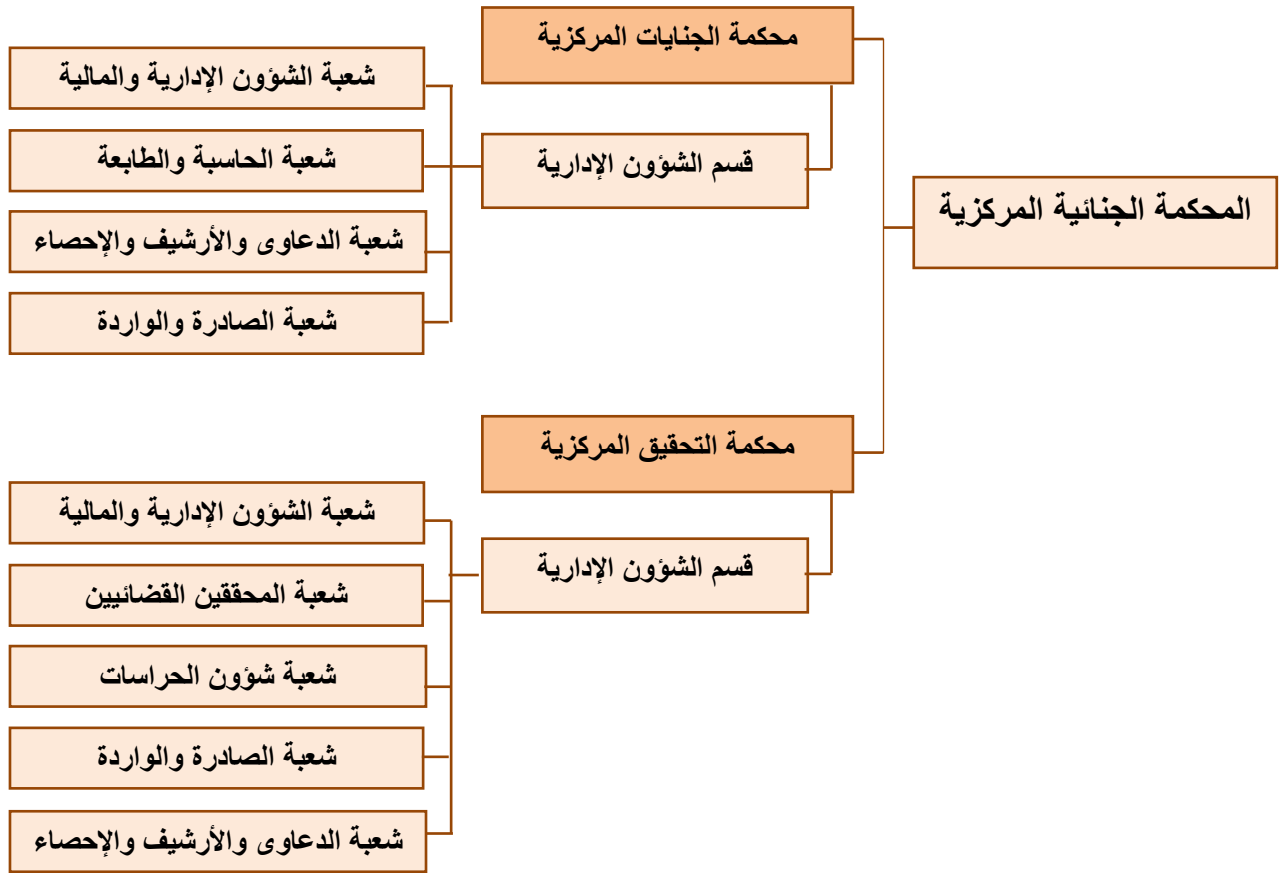 المحكمة الجنائية المركزية
محكمة الجنايات المركزية
قسم الشؤون الإدارية
شعبة الشؤون الإدارية والمالية
شعبة الحاسبة والطابعة
شعبة الدعاوى والأرشيف والإحصاء
شعبة الصادرة والواردة
محكمة التحقيق المركزية
قسم الشؤون الإدارية
شعبة الشؤون الإدارية والمالية
شعبة المحققين القضائيين
شعبة شؤون الحراسات
شعبة الصادرة والواردة
شعبة الدعاوى والأرشيف والإحصاء